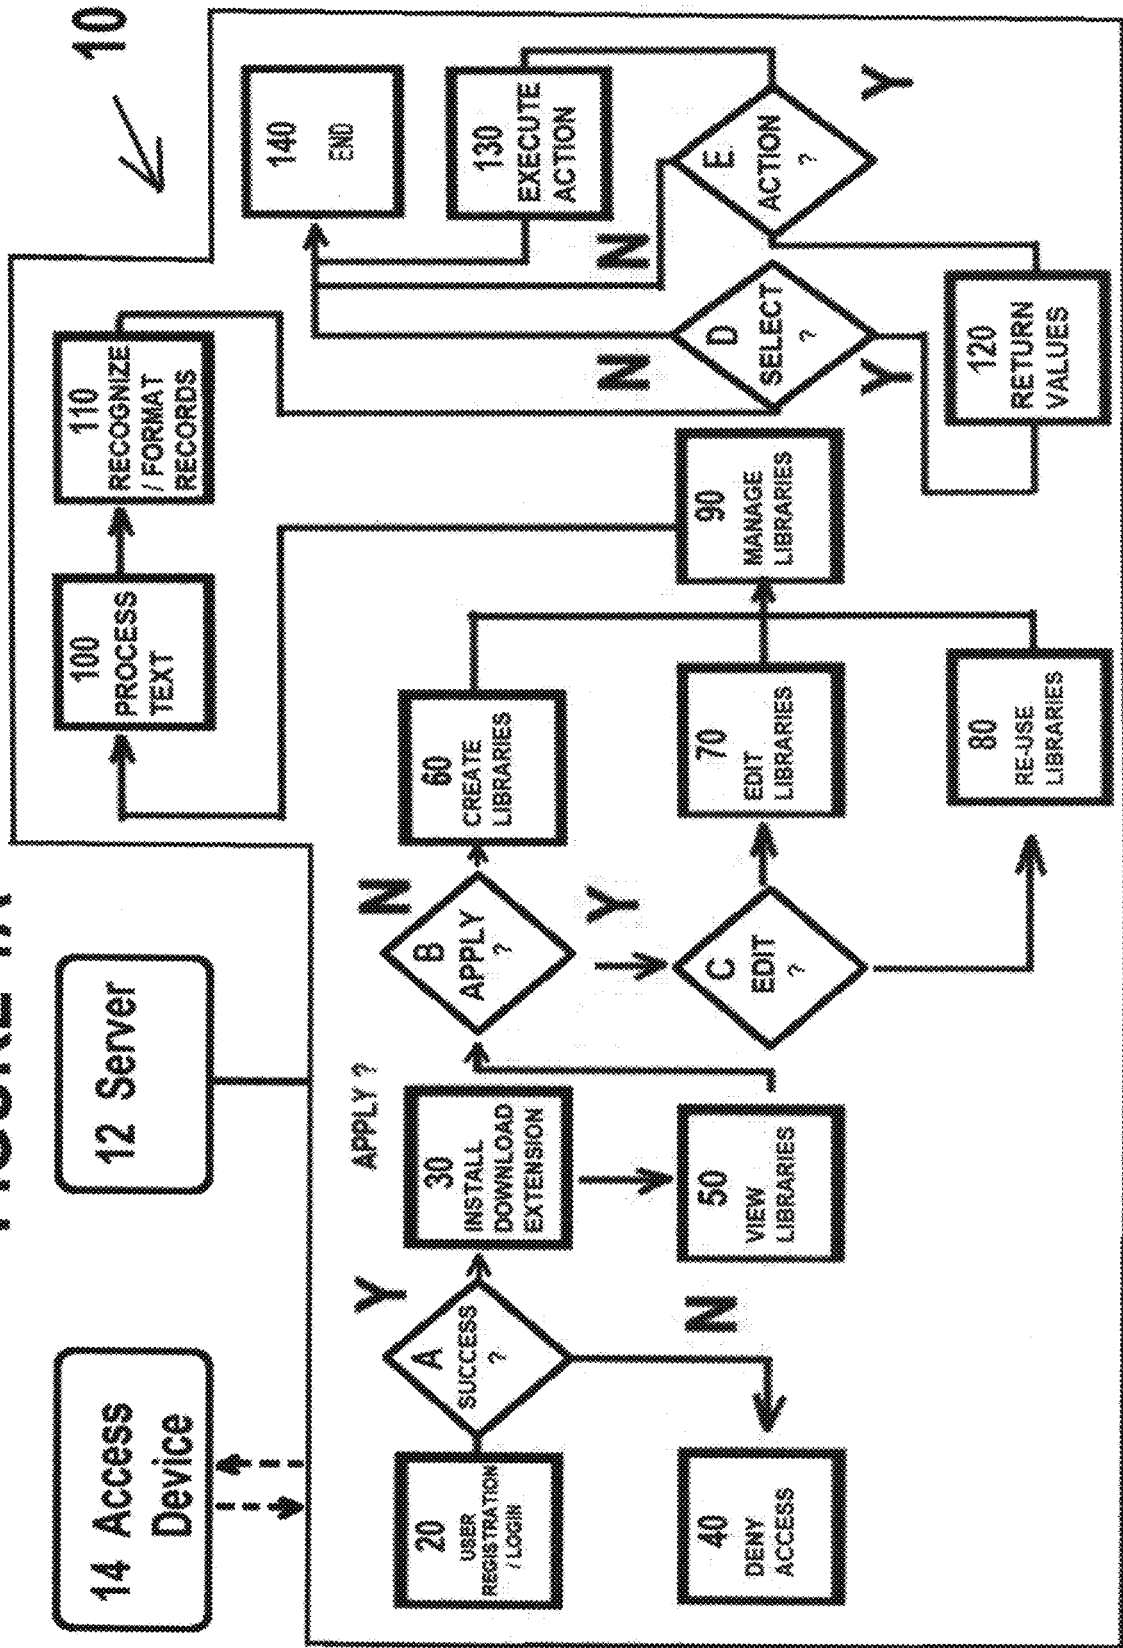 FIGURE 1A
14 Access
Device
12 Server
10
100
PROCESS
TEXT
110
RECOGNIZE
/ FORMAT
RECORDS
140
END
20
USER
REGISTRATION
/ LOGIN
A
SUCCESS
?
Y
N
APPLY ?
30
INSTALL
DOWNLOAD
EXTENSION
B
APPLY
?
N
Y
60
CREATE
LIBRARIES
130
EXECUTE
ACTION
40
DENY
ACCESS
50
VIEW
LIBRARIES
C
EDIT
?
70
EDIT
LIBRARIES
90
MANAGE
LIBRARIES
D
SELECT
?
N
Y
E
ACTION
?
N
Y
80
RE-USE
LIBRARIES
120
RETURN
VALUES